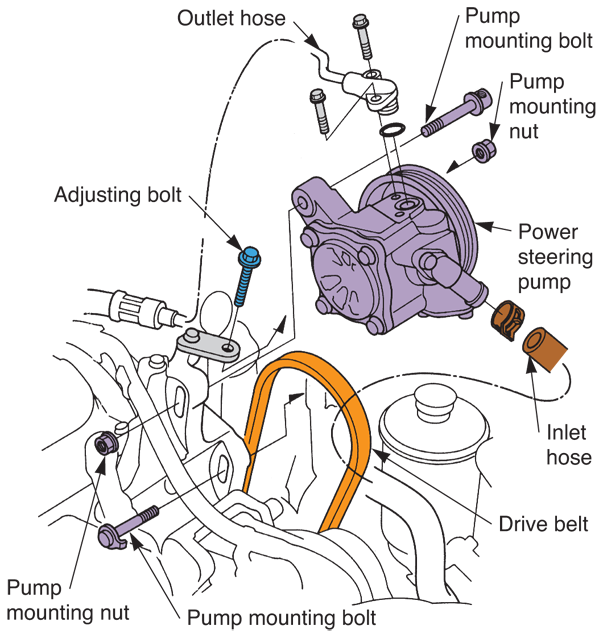 Outlet hose
Pump
mounting bolt
Pump
mounting
nut
Adjusting bolt
Power
steering
pump
Inlet
hose
Drive belt
Pump
mounting nut
Pump mounting bolt